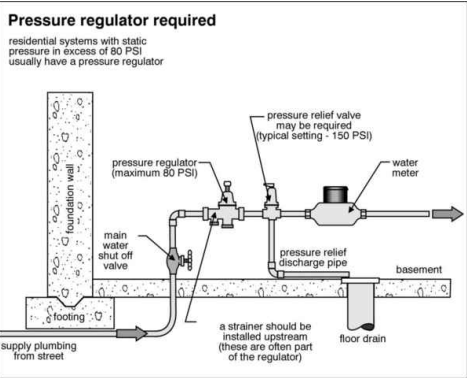 Pressure regulator required
residential systems with static
pressure in excess of 80 PSI
usually have a pressure regulator
pressure relief valve
may be required
(typical setting - 150 PSI)
pressure regulator
(maximum 80 PSI)
water
meter
foundation wall
main
water
shut off
valve
pressure relief
discharge pipe
basement
footing
supply plumbing
from street
a strainer should be
installed upstream
(these are often part
of the regulator)
floor drain